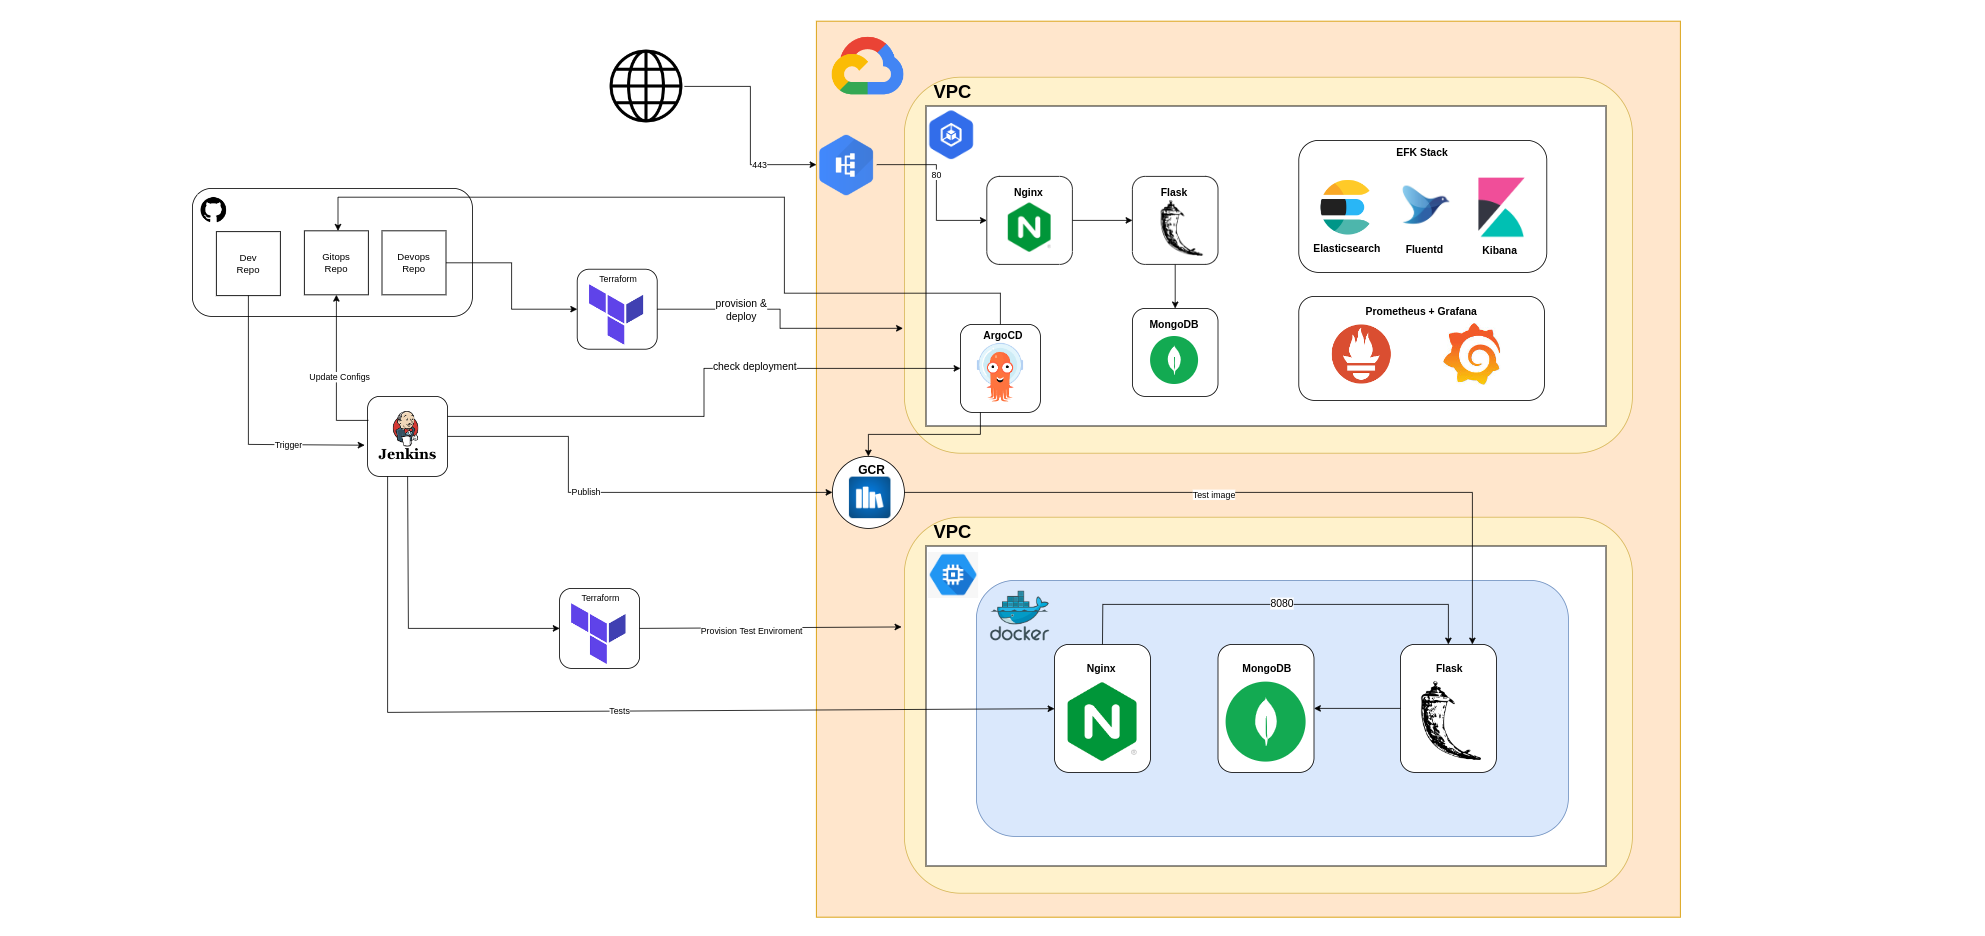 VPC
443
80
Nginx
Flask
EFK Stack
Elasticsearch
Fluentd
Kibana
Dev
Repo
Gitops
Repo
Devops
Repo
Terraform
provision &
deploy
ArgoCD
MongoDB
Prometheus + Grafana
check deployment
Update Configs
Trigger
Jenkins
Publish
GCR
Test image
VPC
docker
8080
Terraform
Provision Test Enviroment
Nginx
MongoDB
Flask
Tests